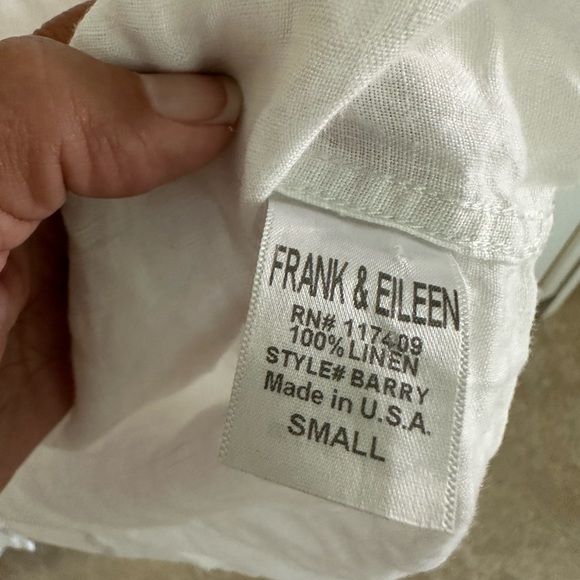 FRANK & EILEEN
RN# 117409
100% LINEN
STYLE# BARRY
Made in U.S.A.
SMALL